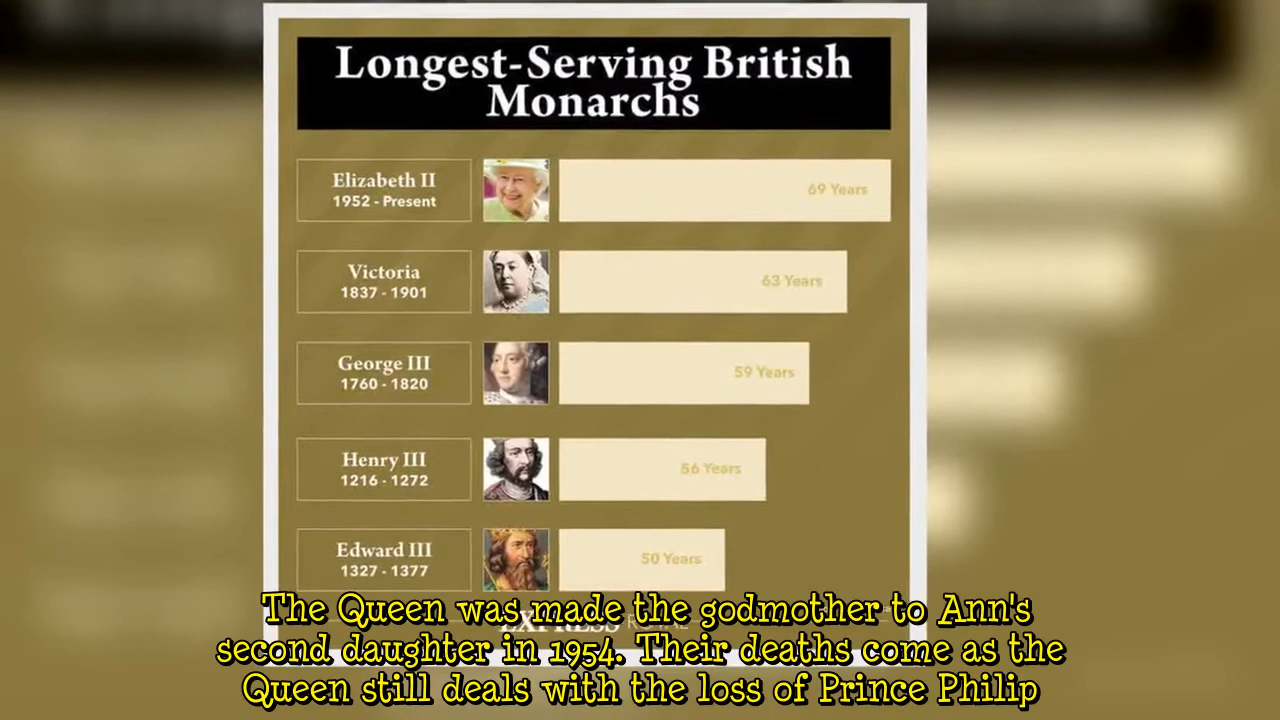 Longest-Serving British
Monarchs
Elizabeth II
1952 - Present
69 Years
Victoria
1837 - 1901
63 Years
George III
1760 - 1820
59 Years
Henry III
1216 - 1272
56 Years
Edward III
1327 - 1377
50 Years
The Queen was made the godmother to Ann's
second daughter in 1954. Their deaths come as the
Queen still deals with the loss of Prince Philip